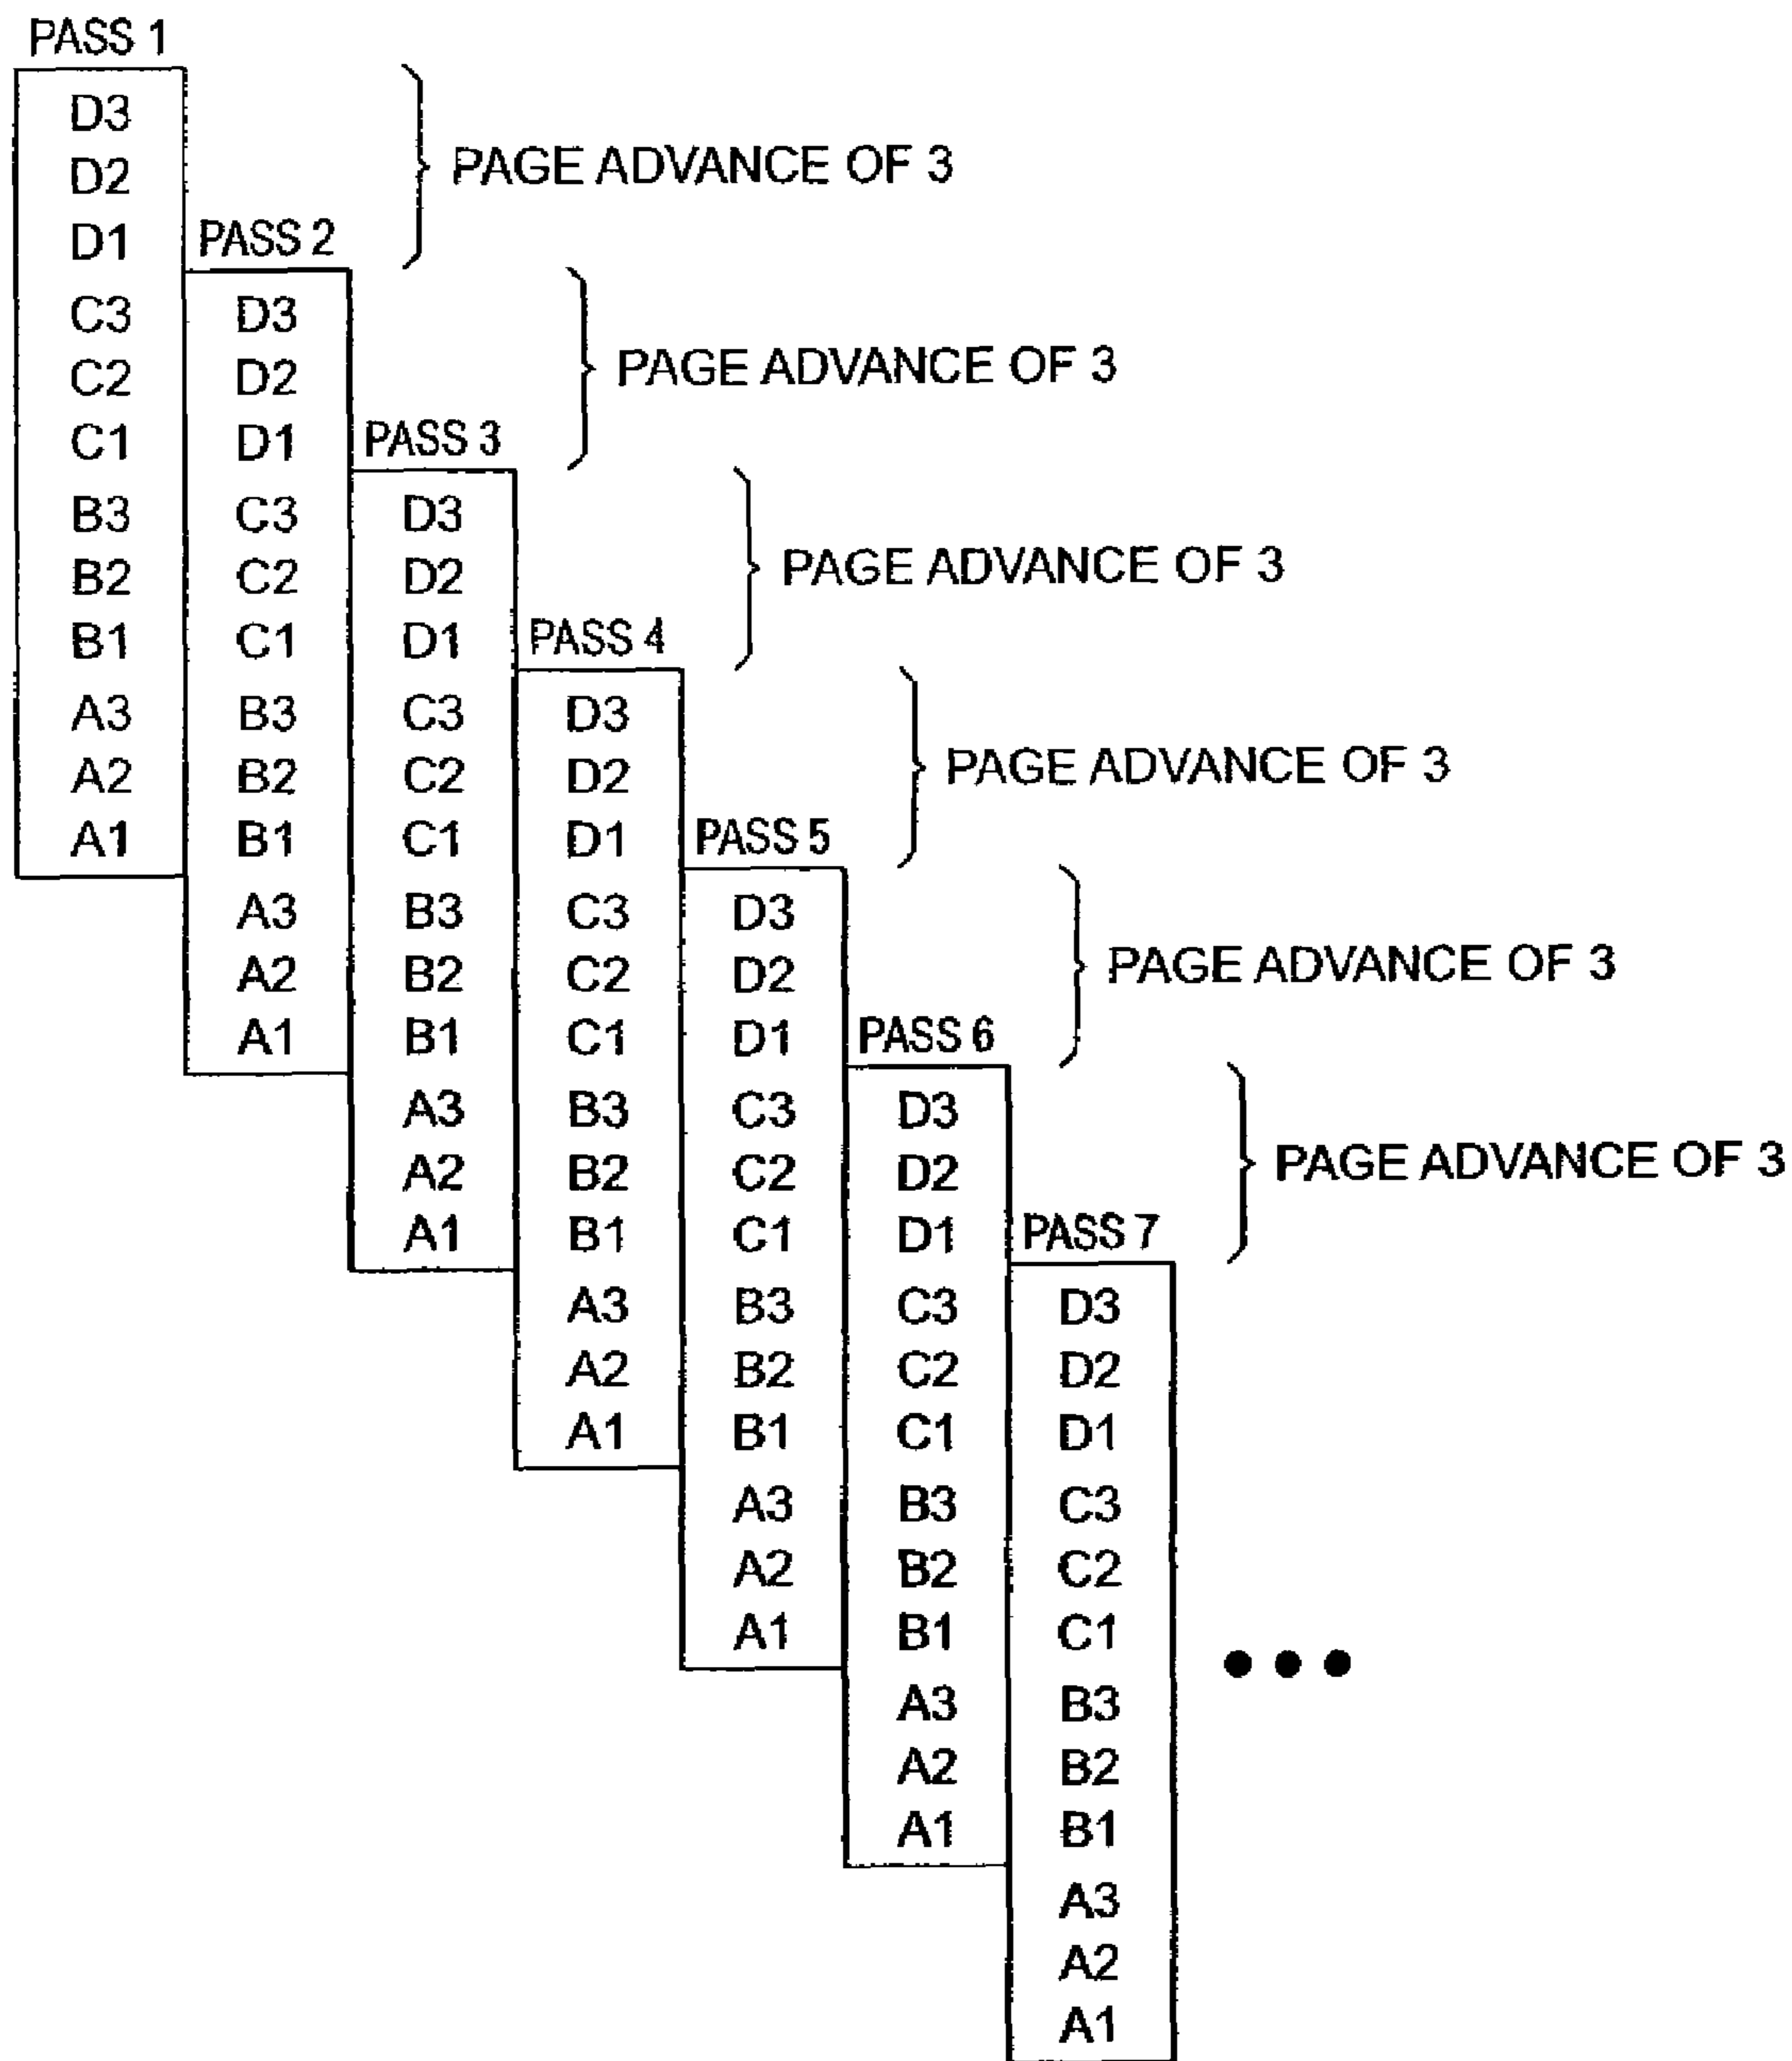 PASS 1
D3
D2 PAGE ADVANCE OF 3
D1 PASS 2
C3 D3
C2 D2 PAGE ADVANCE OF 3
C1 D1 PASS 3
B3 C3 D3
B2 C2 D2 PAGE ADVANCE OF 3
B1 C1 D1 PASS 4
A3 B3 C3 D3
A2 B2 C2 D2 PAGE ADVANCE OF 3
A1 B1 C1 D1 PASS 5
A3 B3 C3 D3
A2 B2 C2 D2 PAGE ADVANCE OF 3
A1 B1 C1 D1 PASS 6
A3 B3 C3 D3
A2 B2 C2 D2 PAGE ADVANCE OF 3
A1 B1 C1 D1 PASS 7
A3 B3 C3 D3
A2 B2 C2 D2
A1 B1 C1 D1
A3 B3 C3
A2 B2 C2
A1 B1 C1 •••
A3 B3
A2 B2
A1 B1
A3
A2
A1